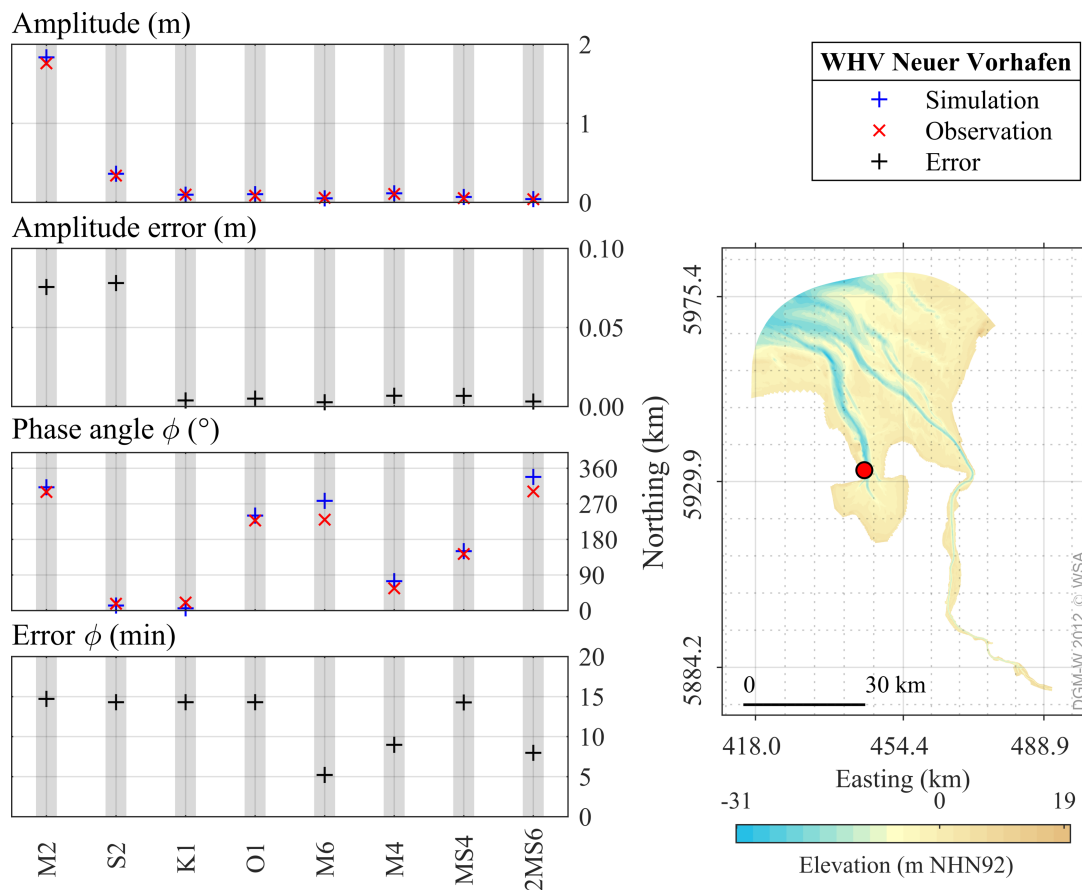 Amplitude (m)
2
1
0
Amplitude error (m)
0.10
0.05
0.00
Phase angle ϕ (°)
360
270
180
90
0
Error ϕ (min)
20
15
10
5
0
M2 S2 K1 O1 M6 M4 MS4 2MS6
WHV Neuer Vorhafen
Simulation
Observation
Error
Northing (km)
5975.4
5929.9
5884.2
0 30 km
DGM-W 2012 © WSA
418.0 454.4 488.9
Easting (km)
-31 0 19
Elevation (m NHN92)